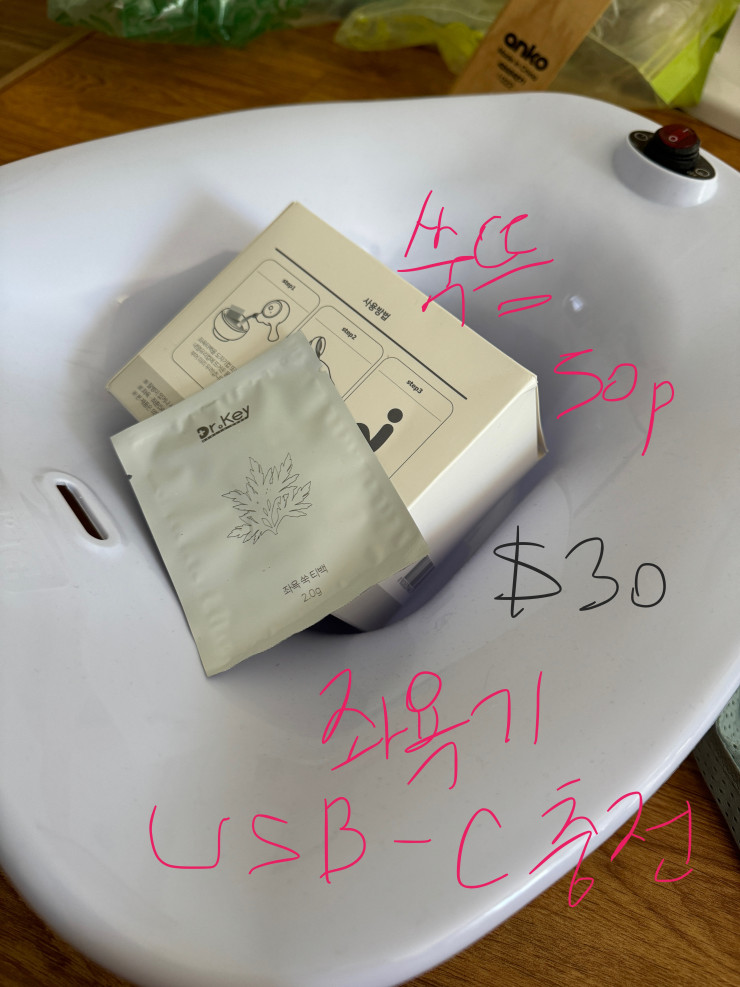 anko
쑥뜸
50p
사용방법
step1
step2
step3
Dr.Key
좌욕 쑥 티백
2.0g
$30
좌욕기
USB-C 충전